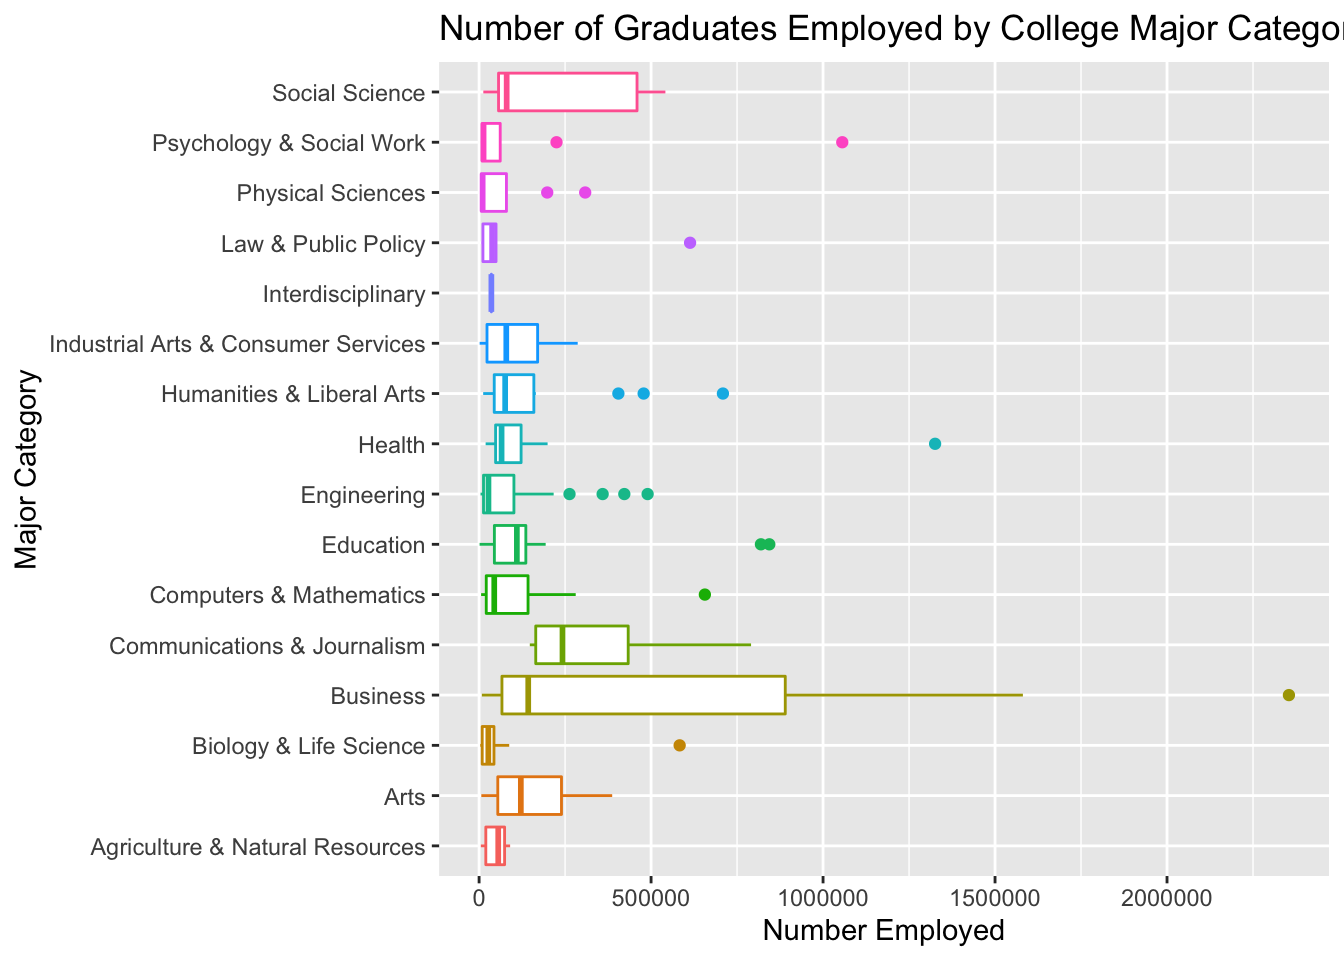 Number of Graduates Employed by College Major Catego
Social Science
Psychology & Social Work
Physical Sciences
Law & Public Policy
Interdisciplinary
Industrial Arts & Consumer Services
Humanities & Liberal Arts
Health
Engineering
Education
Computers & Mathematics
Communications & Journalism
Business
Biology & Life Science
Arts
Agriculture & Natural Resources
Major Category
0 500000 1000000 1500000 2000000
Number Employed